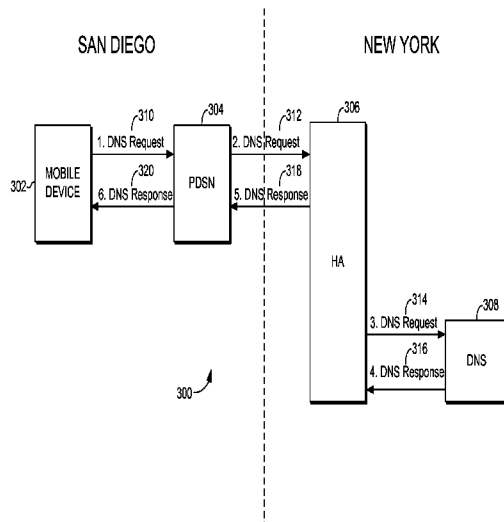 SAN DIEGO
NEW YORK
310
304
312
306
1. DNS Request
2. DNS Request
320
318
302
MOBILE
DEVICE
PDSN
6. DNS Response
5. DNS Response
HA
314
308
3. DNS Request
316
DNS
4. DNS Response
300